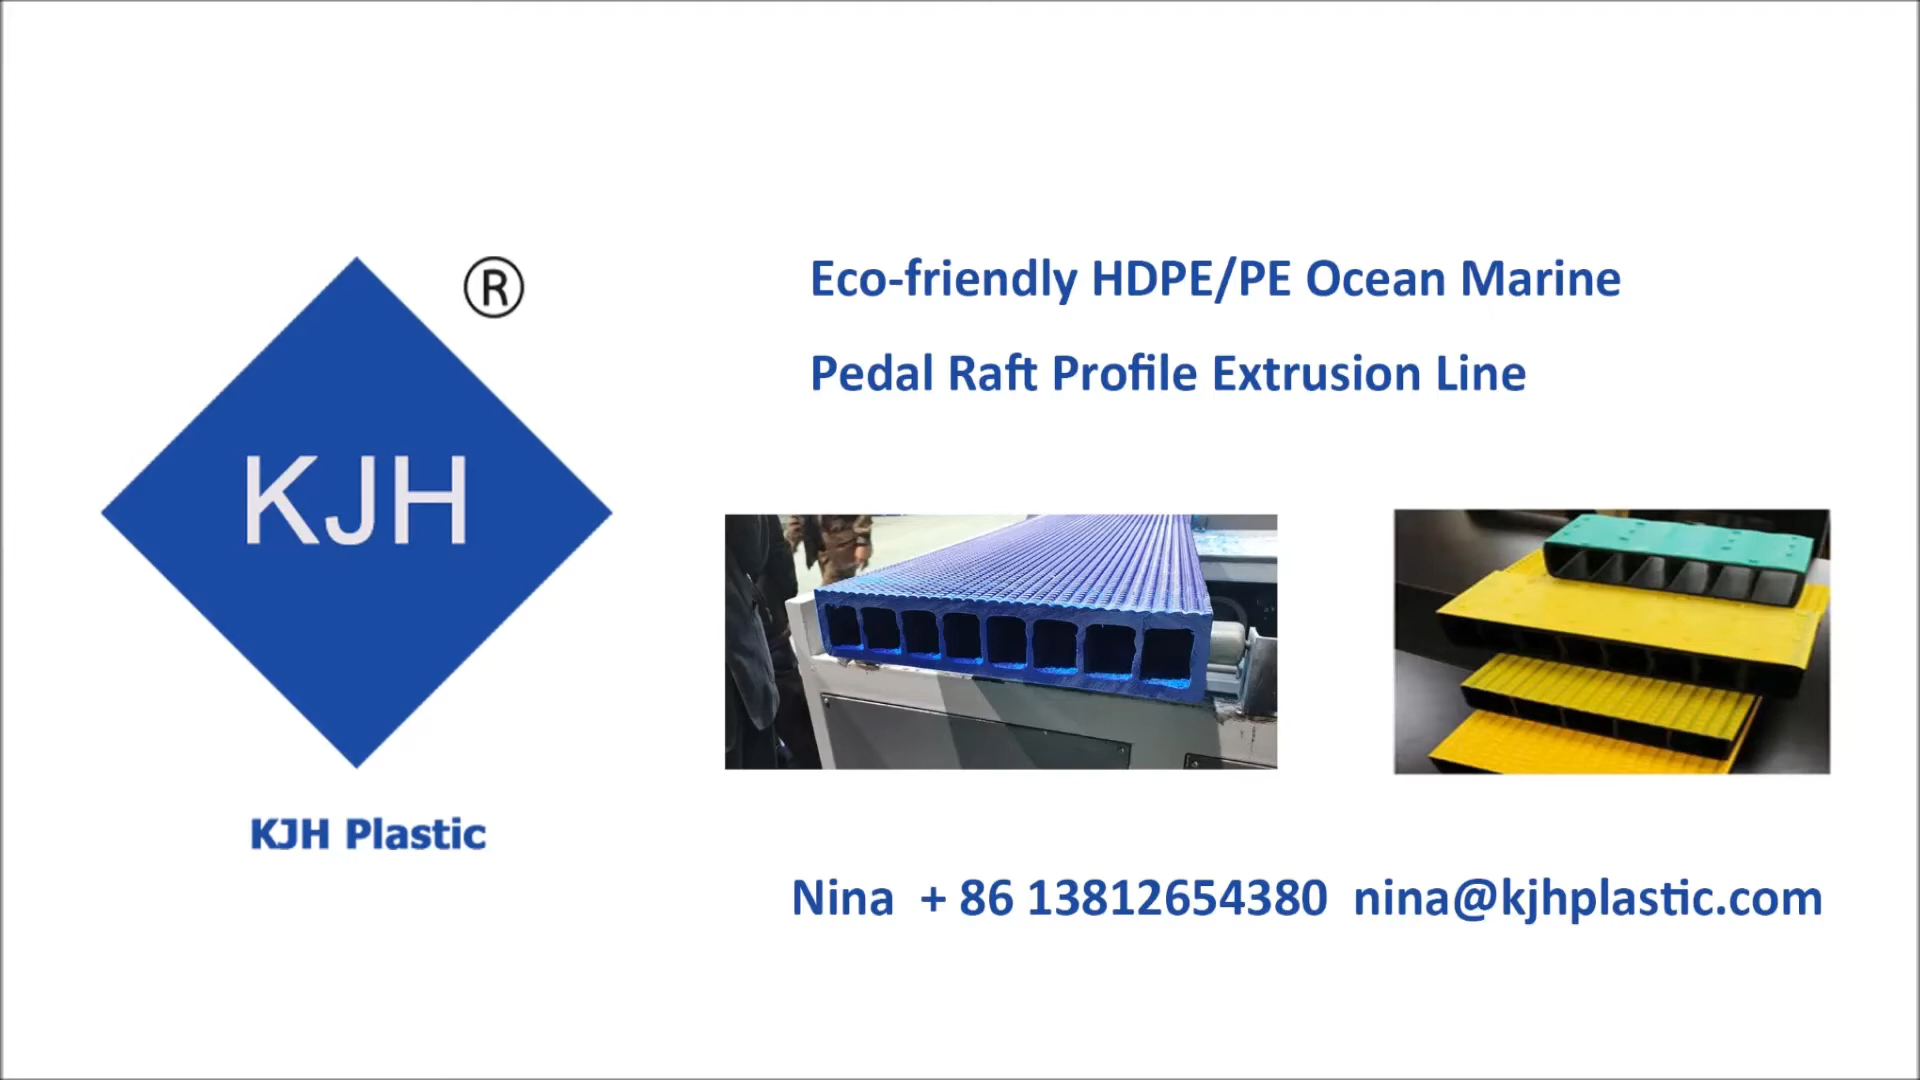 KJH
®
KJH Plastic
Eco-friendly HDPE/PE Ocean Marine
Pedal Raft Profile Extrusion Line
Nina + 86 13812654380 nina@kjhplastic.com